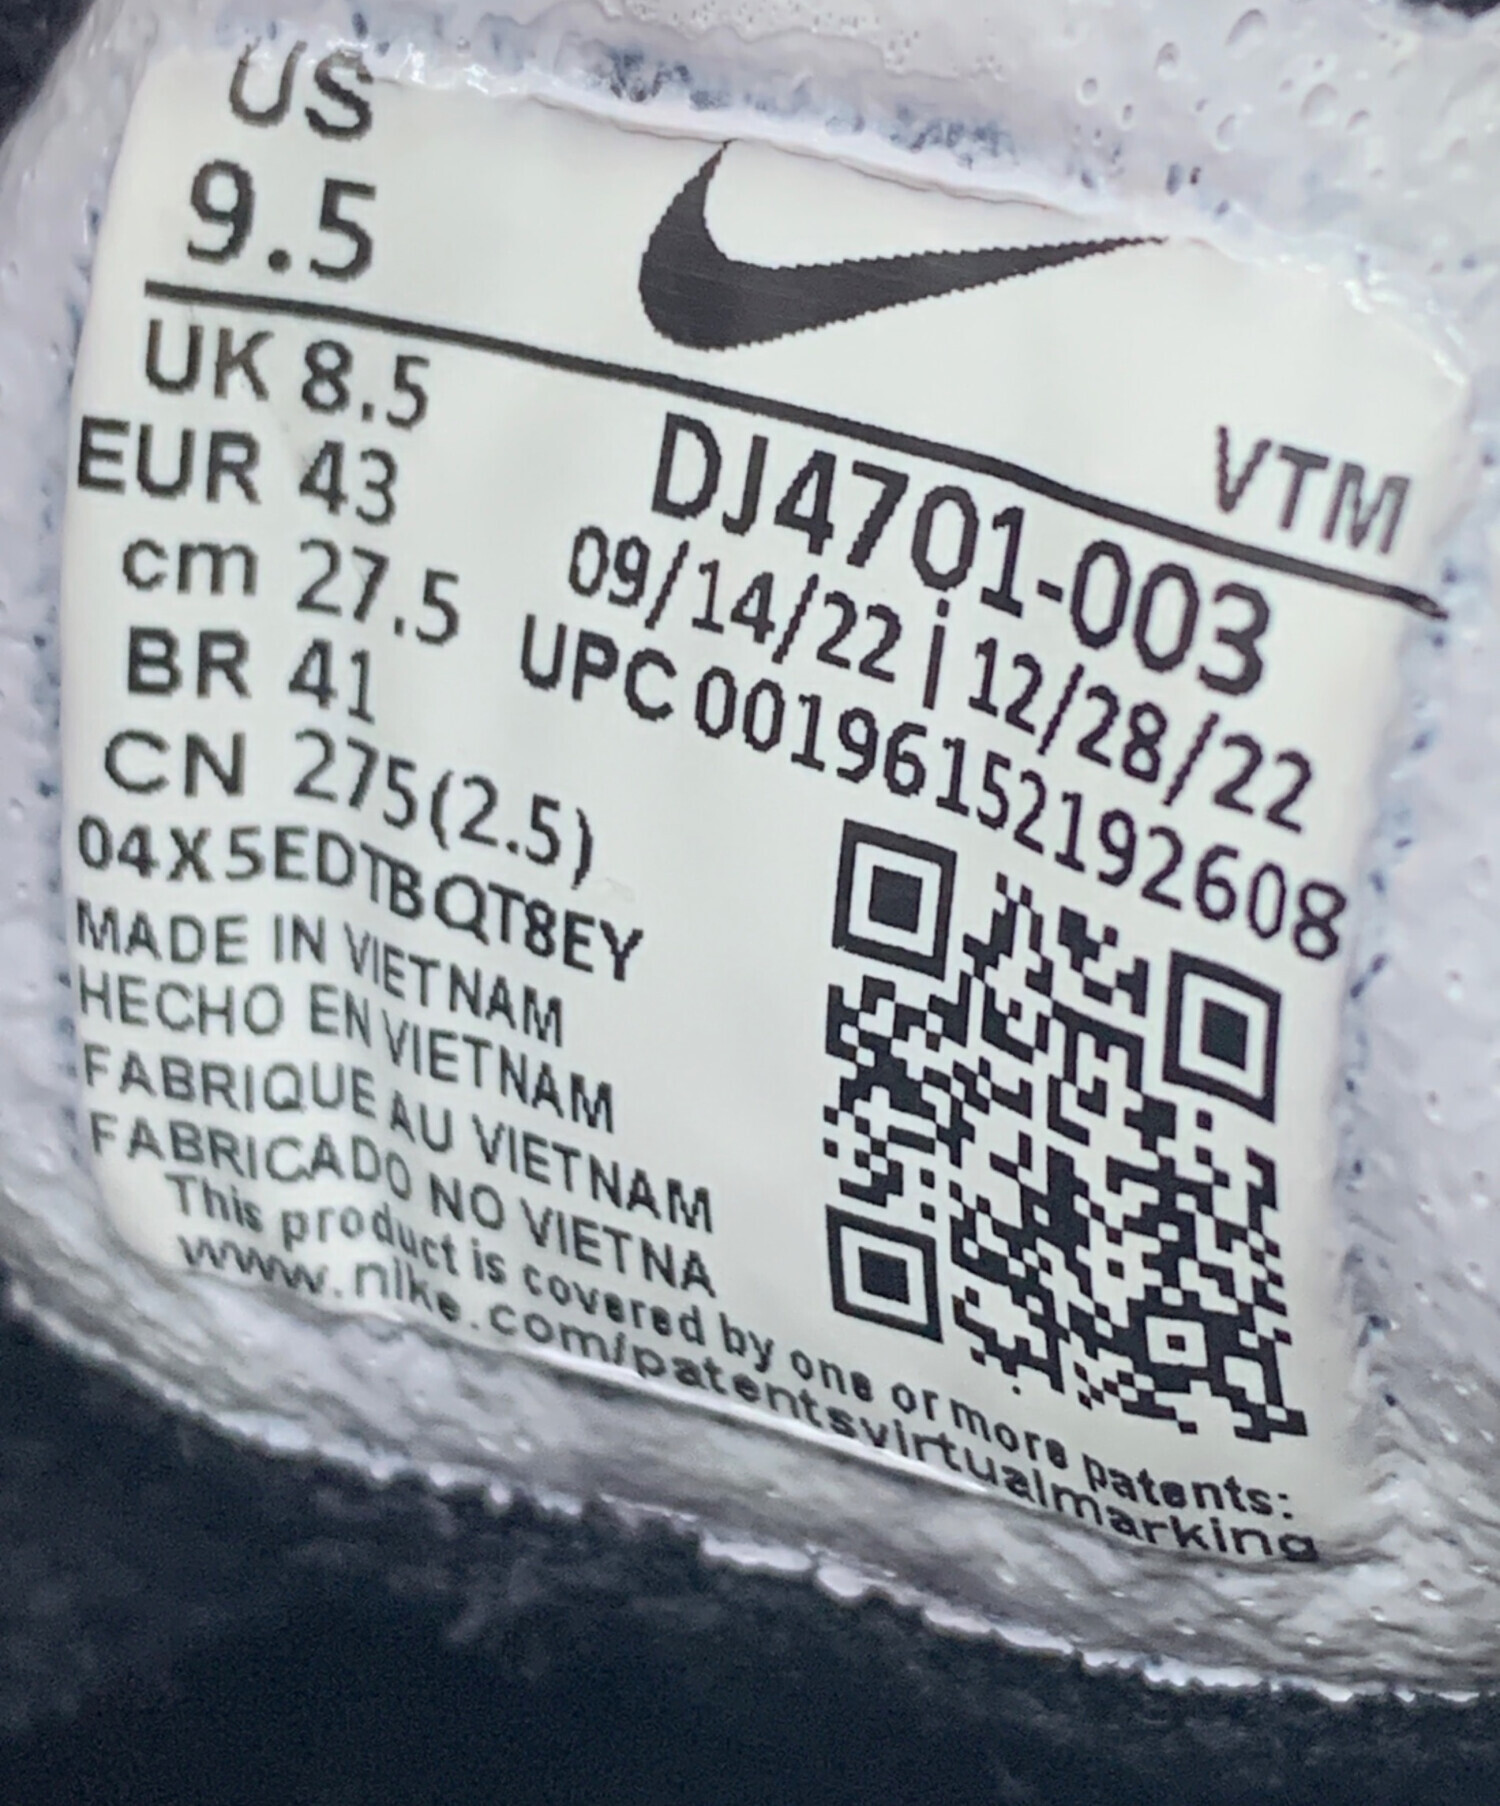 US
9.5
VTM
UK 8.5
EUR 43
cm 27.5
BR 41
CN 275(2.5)
04X5EDTBQT8EY
DJ4701-003
09/14/22 | 12/28/22
UPC 00196152192608
MADE IN VIETNAM
HECHO EN VIETNAM
FABRIQUE AU VIETNAM
FABRICADO NO VIETNA
This product is covered by one or more patents:
www.nike.com/patentsvirtualmarking